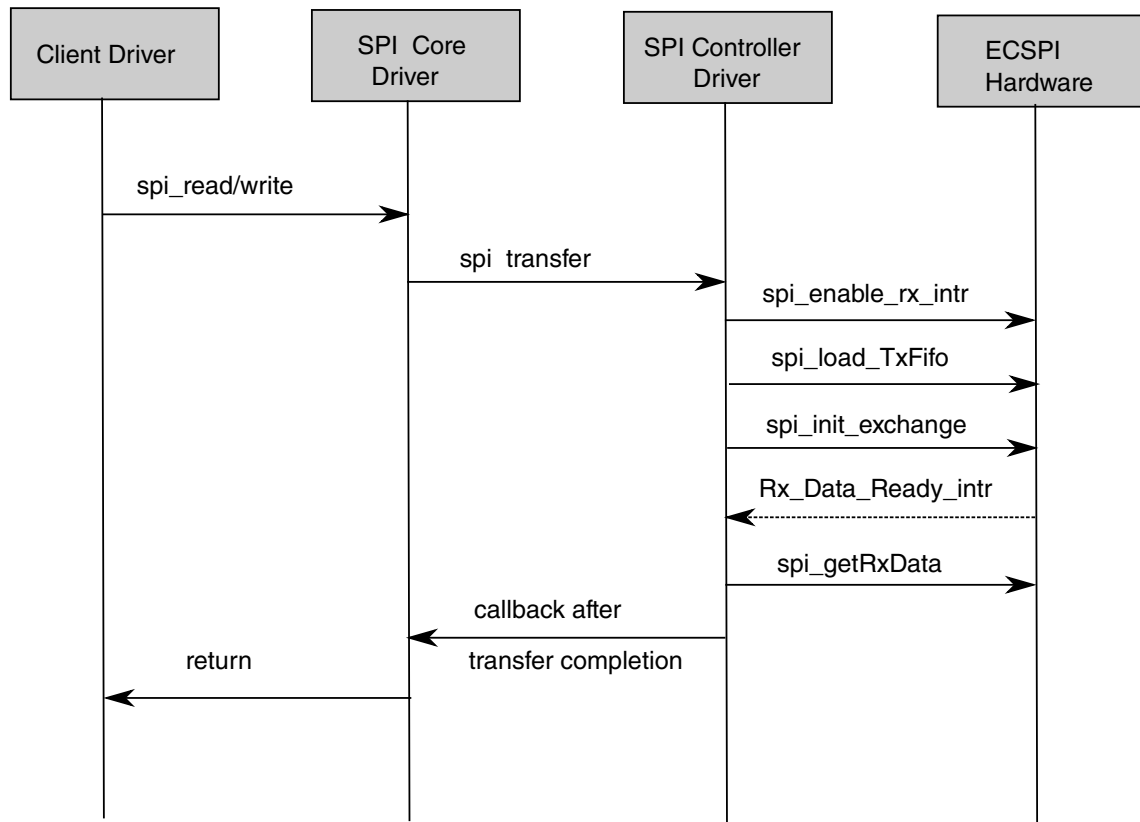 Client Driver
SPI Core
Driver
SPI Controller
Driver
ECSPI
Hardware
spi_read/write
spi transfer
spi_enable_rx_intr
spi_load_TxFifo
spi_init_exchange
Rx_Data_Ready_intr
spi_getRxData
callback after
transfer completion
return